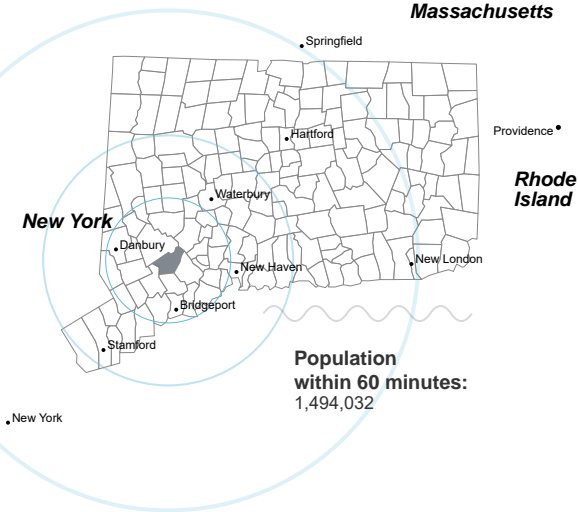 Massachusetts
Springfield
Hartford
Providence
Rhode
Island
Waterbury
New York
Danbury
New Haven
New London
Bridgeport
Stamford
Population
within 60 minutes:
1,494,032
New York